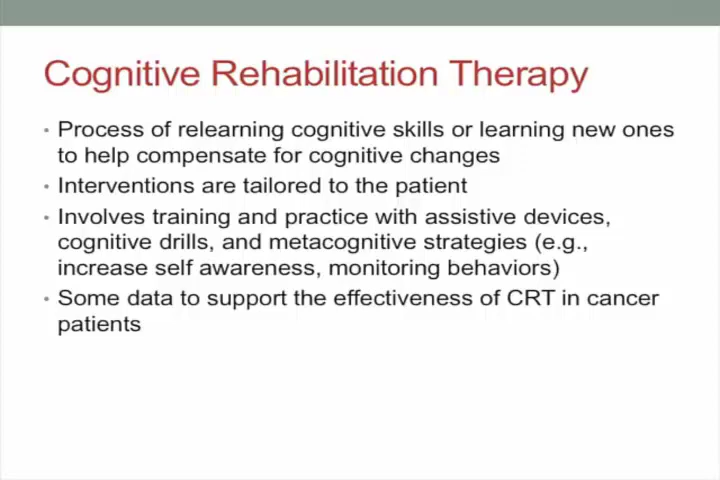 Cognitive Rehabilitation Therapy
• Process of relearning cognitive skills or learning new ones
to help compensate for cognitive changes
• Interventions are tailored to the patient
• Involves training and practice with assistive devices,
cognitive drills, and metacognitive strategies (e.g.,
increase self awareness, monitoring behaviors)
• Some data to support the effectiveness of CRT in cancer
patients